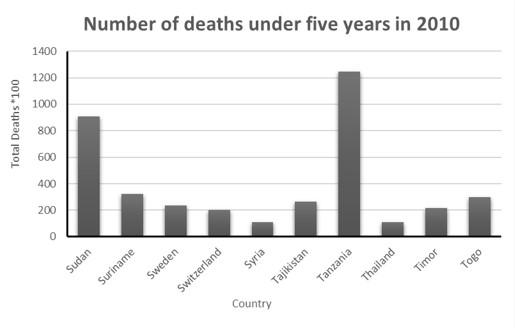 Number of deaths under five years in 2010
Total Deaths *100
1400
1200
1000
800
600
400
200
0
Sudan
Suriname
Sweden
Switzerland
Syria
Tajikistan
Tanzania
Thailand
Timor
Togo
Country